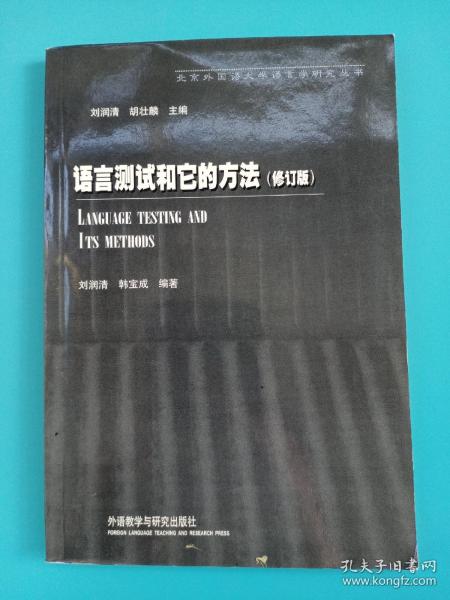 北京外国语大学语言学研究丛书
刘润清 胡壮麟 主编
语言测试和它的方法(修订版)
LANGUAGE TESTING AND
ITS METHODS
刘润清 韩宝成 编著
外语教学与研究出版社
FOREIGN LANGUAGE TEACHING AND RESEARCH PRESS
孔夫子旧书网
www.kongfz.com